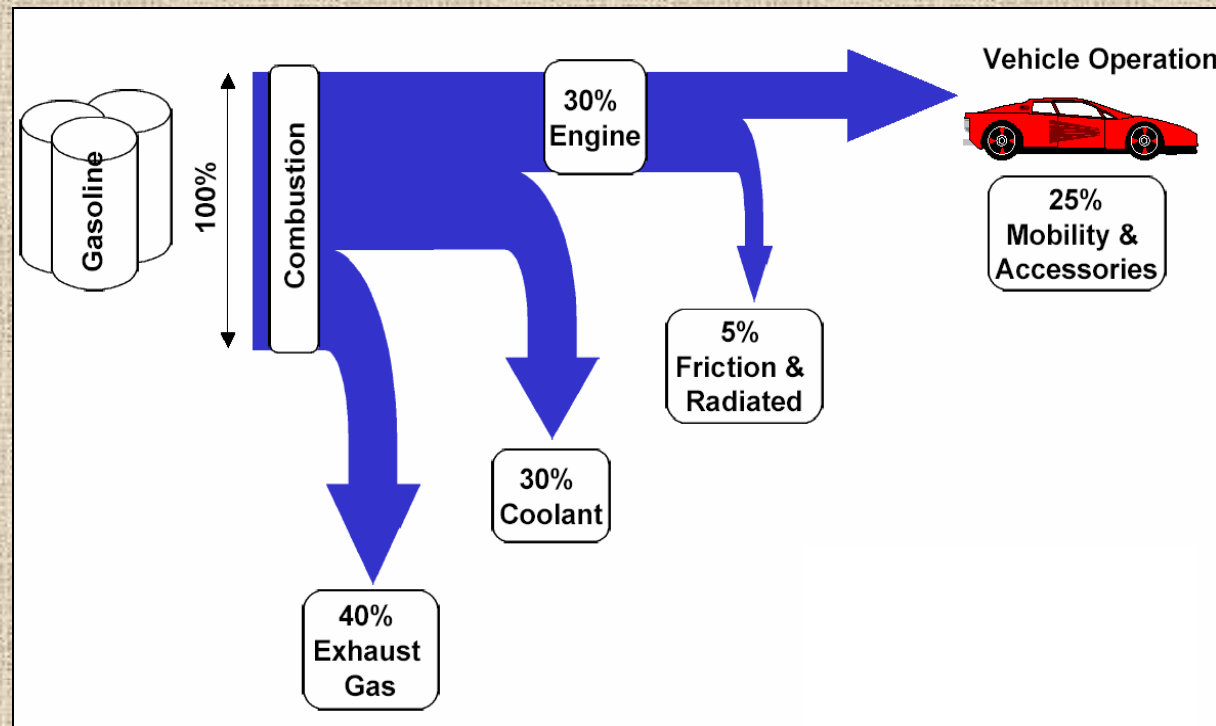 Gasoline
100%
Combustion
30%
Engine
Vehicle Operation
25%
Mobility &
Accessories
5%
Friction &
Radiated
30%
Coolant
40%
Exhaust
Gas